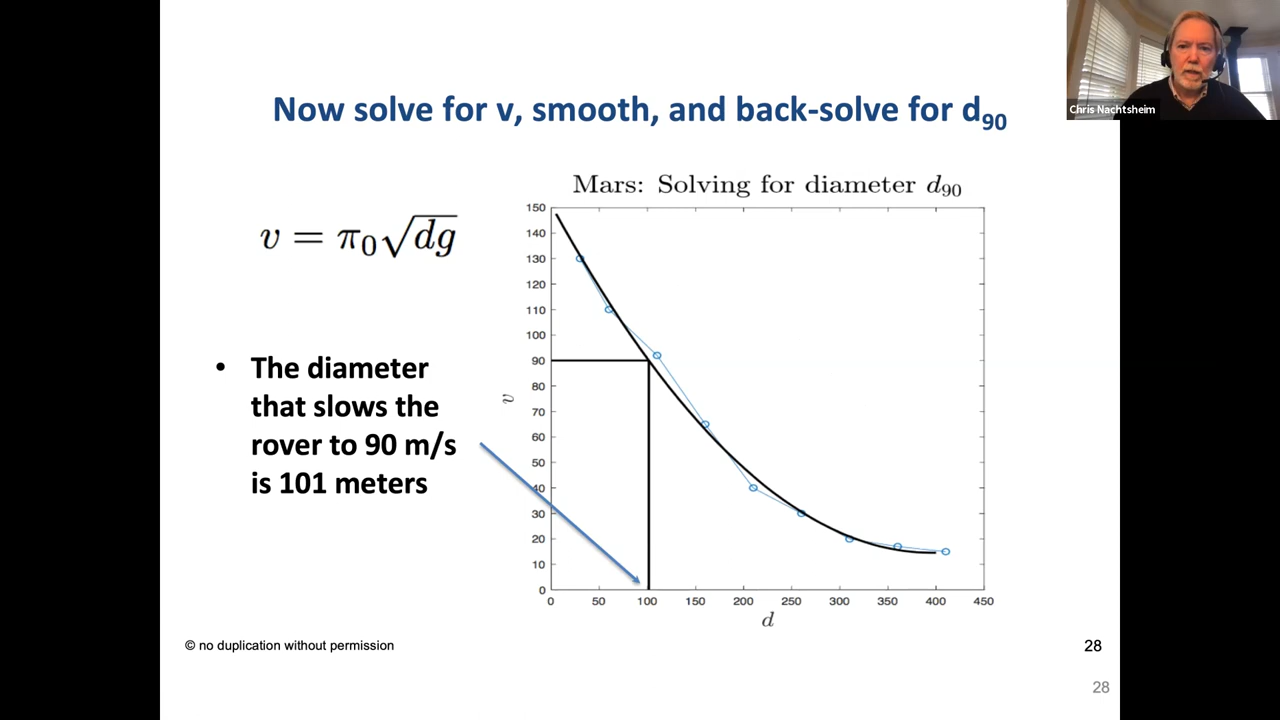 Chris Nachtsheim
Now solve for v, smooth, and back-solve for d90
Mars: Solving for diameter d90
v = π0√dg
• The diameter
that slows the
rover to 90 m/s
is 101 meters
150
140
130
120
110
100
90
80
70
60
50
40
30
20
10
0
v
0 50 100 150 200 250 300 350 400 450
d
© no duplication without permission
28
28